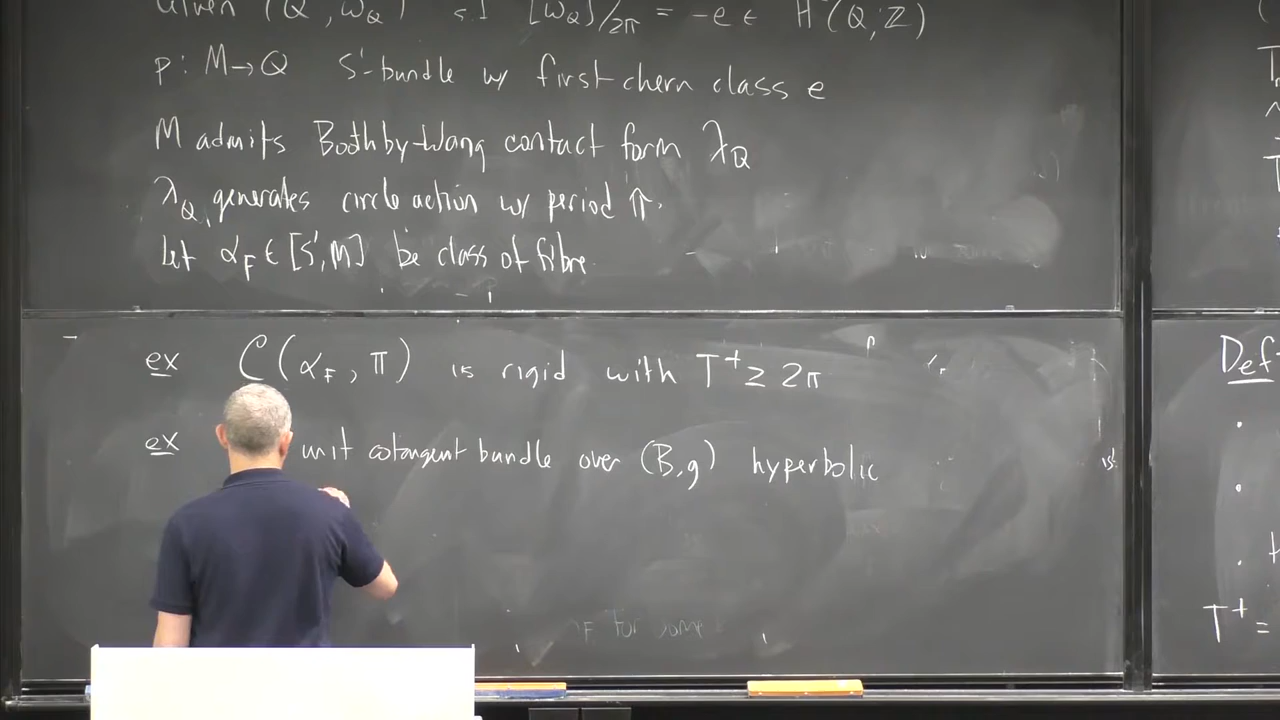 Given (Q, ω_Q) s.t [ω_Q]/2π = -e ∈ H (Q; Z)
p: M→Q S¹-bundle w/ first chern class e
M admits Boothby-Wang contact form λ_Q
λ_Q generates circle action w/ period π.
Let α_F ∈ [S¹, M] be class of fibre.
ex C(α_F, π) is rigid with T⁺ ≥ 2π
ex unit cotangent bundle over (B,g) hyperbolic
for some
Def
T⁺ =